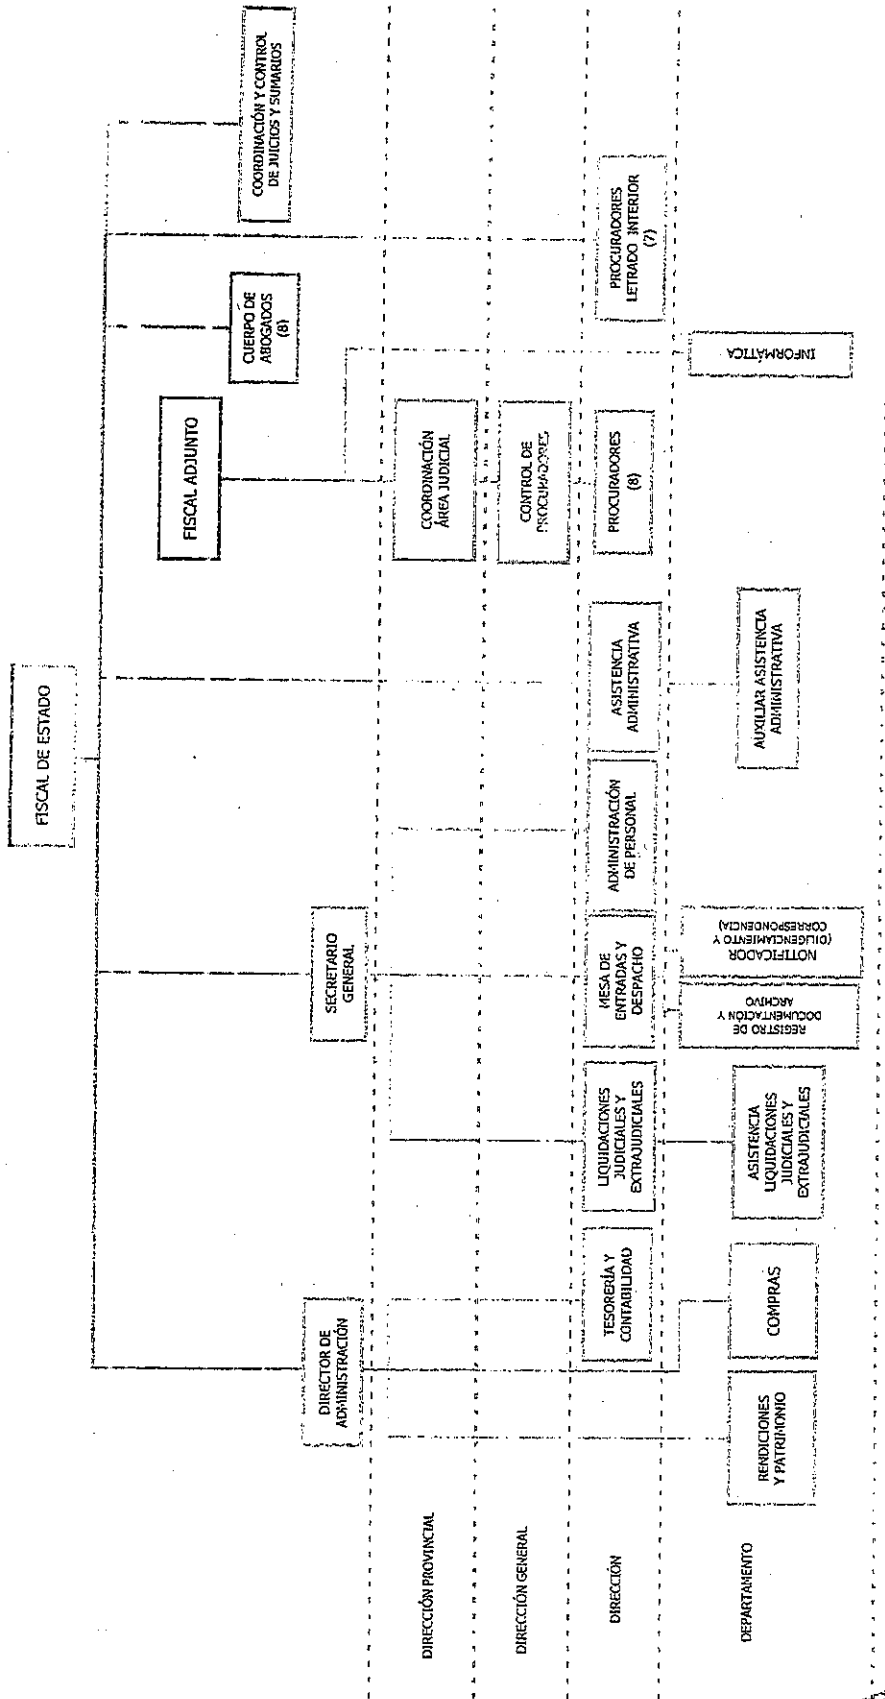 FISCAL DE ESTADO
COORDINACIÓN Y CONTROL
DE JUICIOS Y SUMARIOS
CUERPO DE
ABOGADOS
(8)
FISCAL ADJUNTO
SECRETARIO
GENERAL
DIRECTOR DE
ADMINISTRACIÓN
DIRECCIÓN PROVINCIAL
COORDINACIÓN
ÁREA JUDICIAL
DIRECCIÓN GENERAL
CONTROL DE
PROCURADORES
DIRECCIÓN
TESORERÍA Y
CONTABILIDAD
LIQUIDACIONES
JUDICIALES Y
EXTRAJUDICIALES
MESA DE
ENTRADAS Y
DESPACHO
ADMINISTRACIÓN
DE PERSONAL
ASISTENCIA
ADMINISTRATIVA
PROCURADORES
(8)
PROCURADORES
LETRADO INTERIOR
(7)
DEPARTAMENTO
RENDICIONES
Y PATRIMONIO
COMPRAS
ASISTENCIA
LIQUIDACIONES
JUDICIALES Y
EXTRAJUDICIALES
REGISTRO DE
DOCUMENTACIÓN Y
ARCHIVO
NOTIFICADOR
(DILIGENCIAMIENTO Y
CORRESPONDENCIA)
AUXILIAR ASISTENCIA
ADMINISTRATIVA
INFORMÁTICA